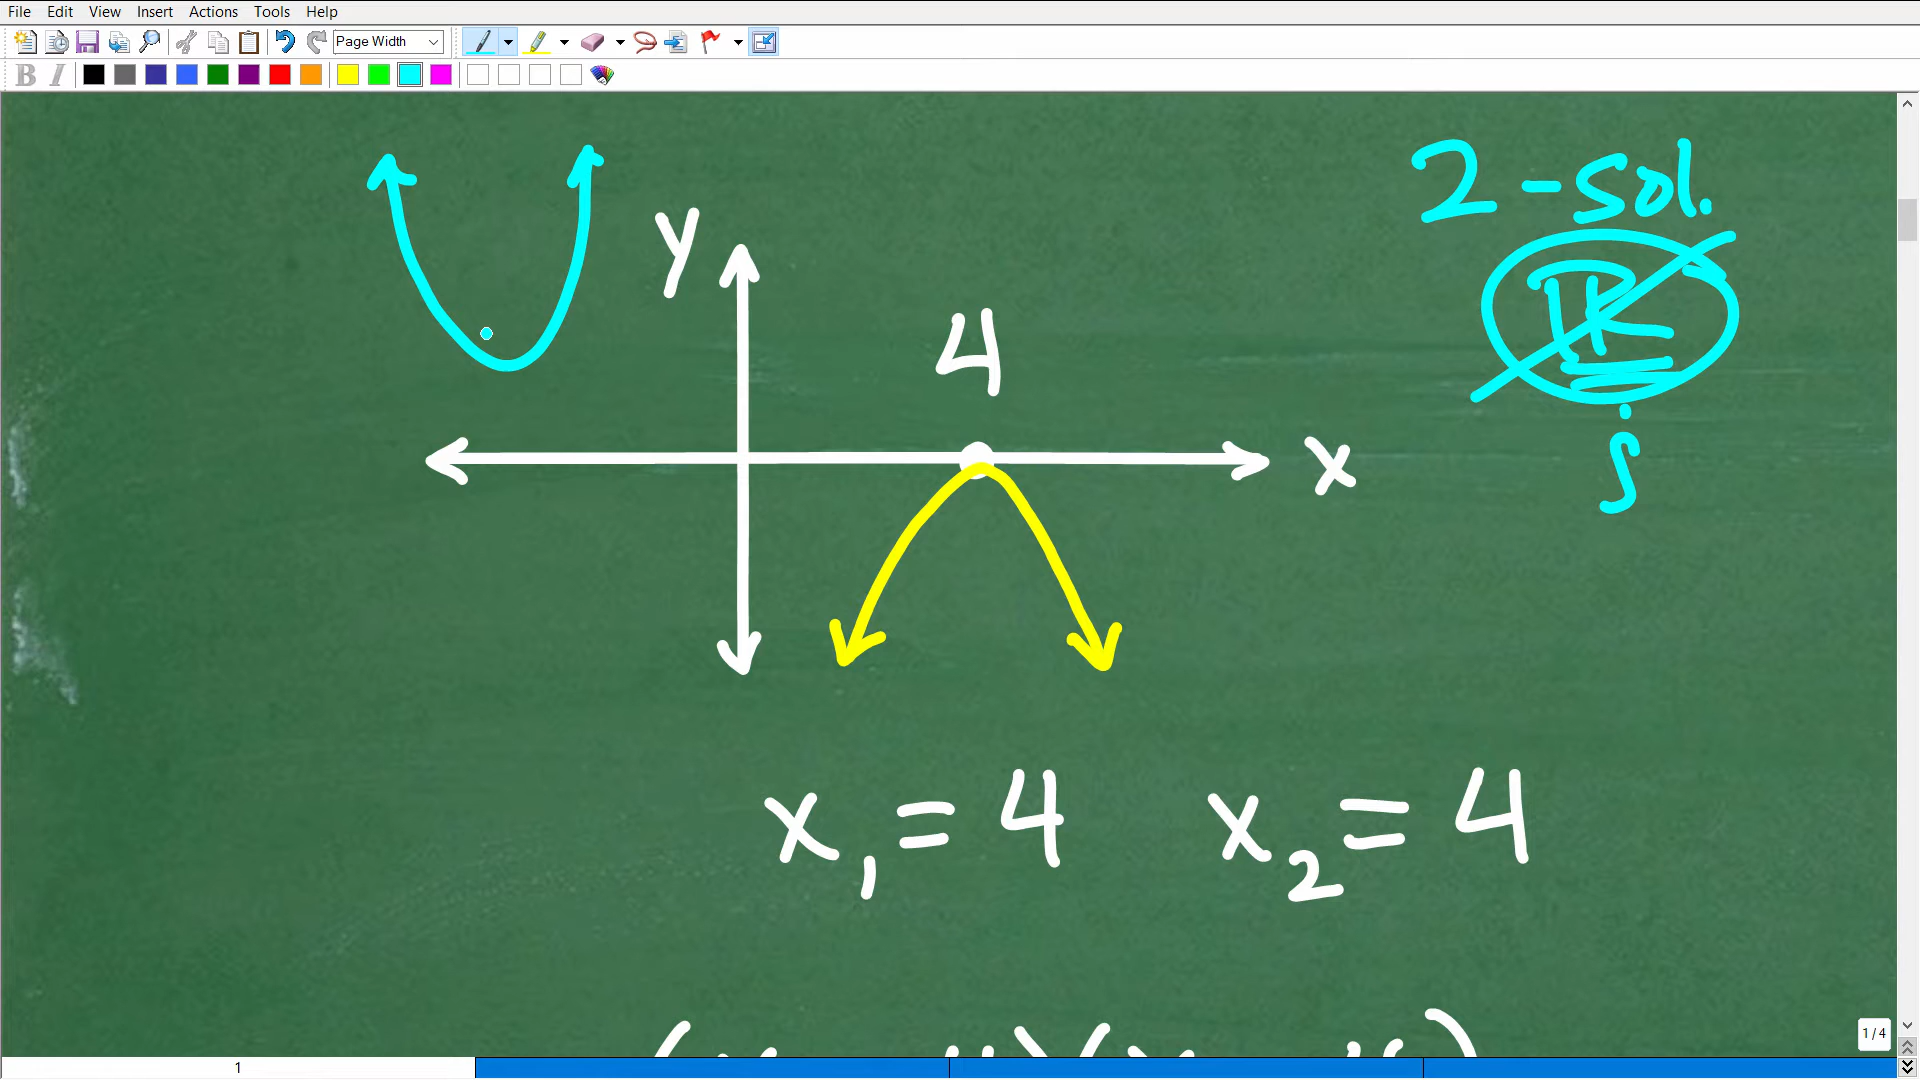 File Edit View Insert Actions Tools Help
Page Width
B I
2 - sol.
y
ℝ
4
i
x
x₁ = 4 x₂ = 4
1 / 4
1